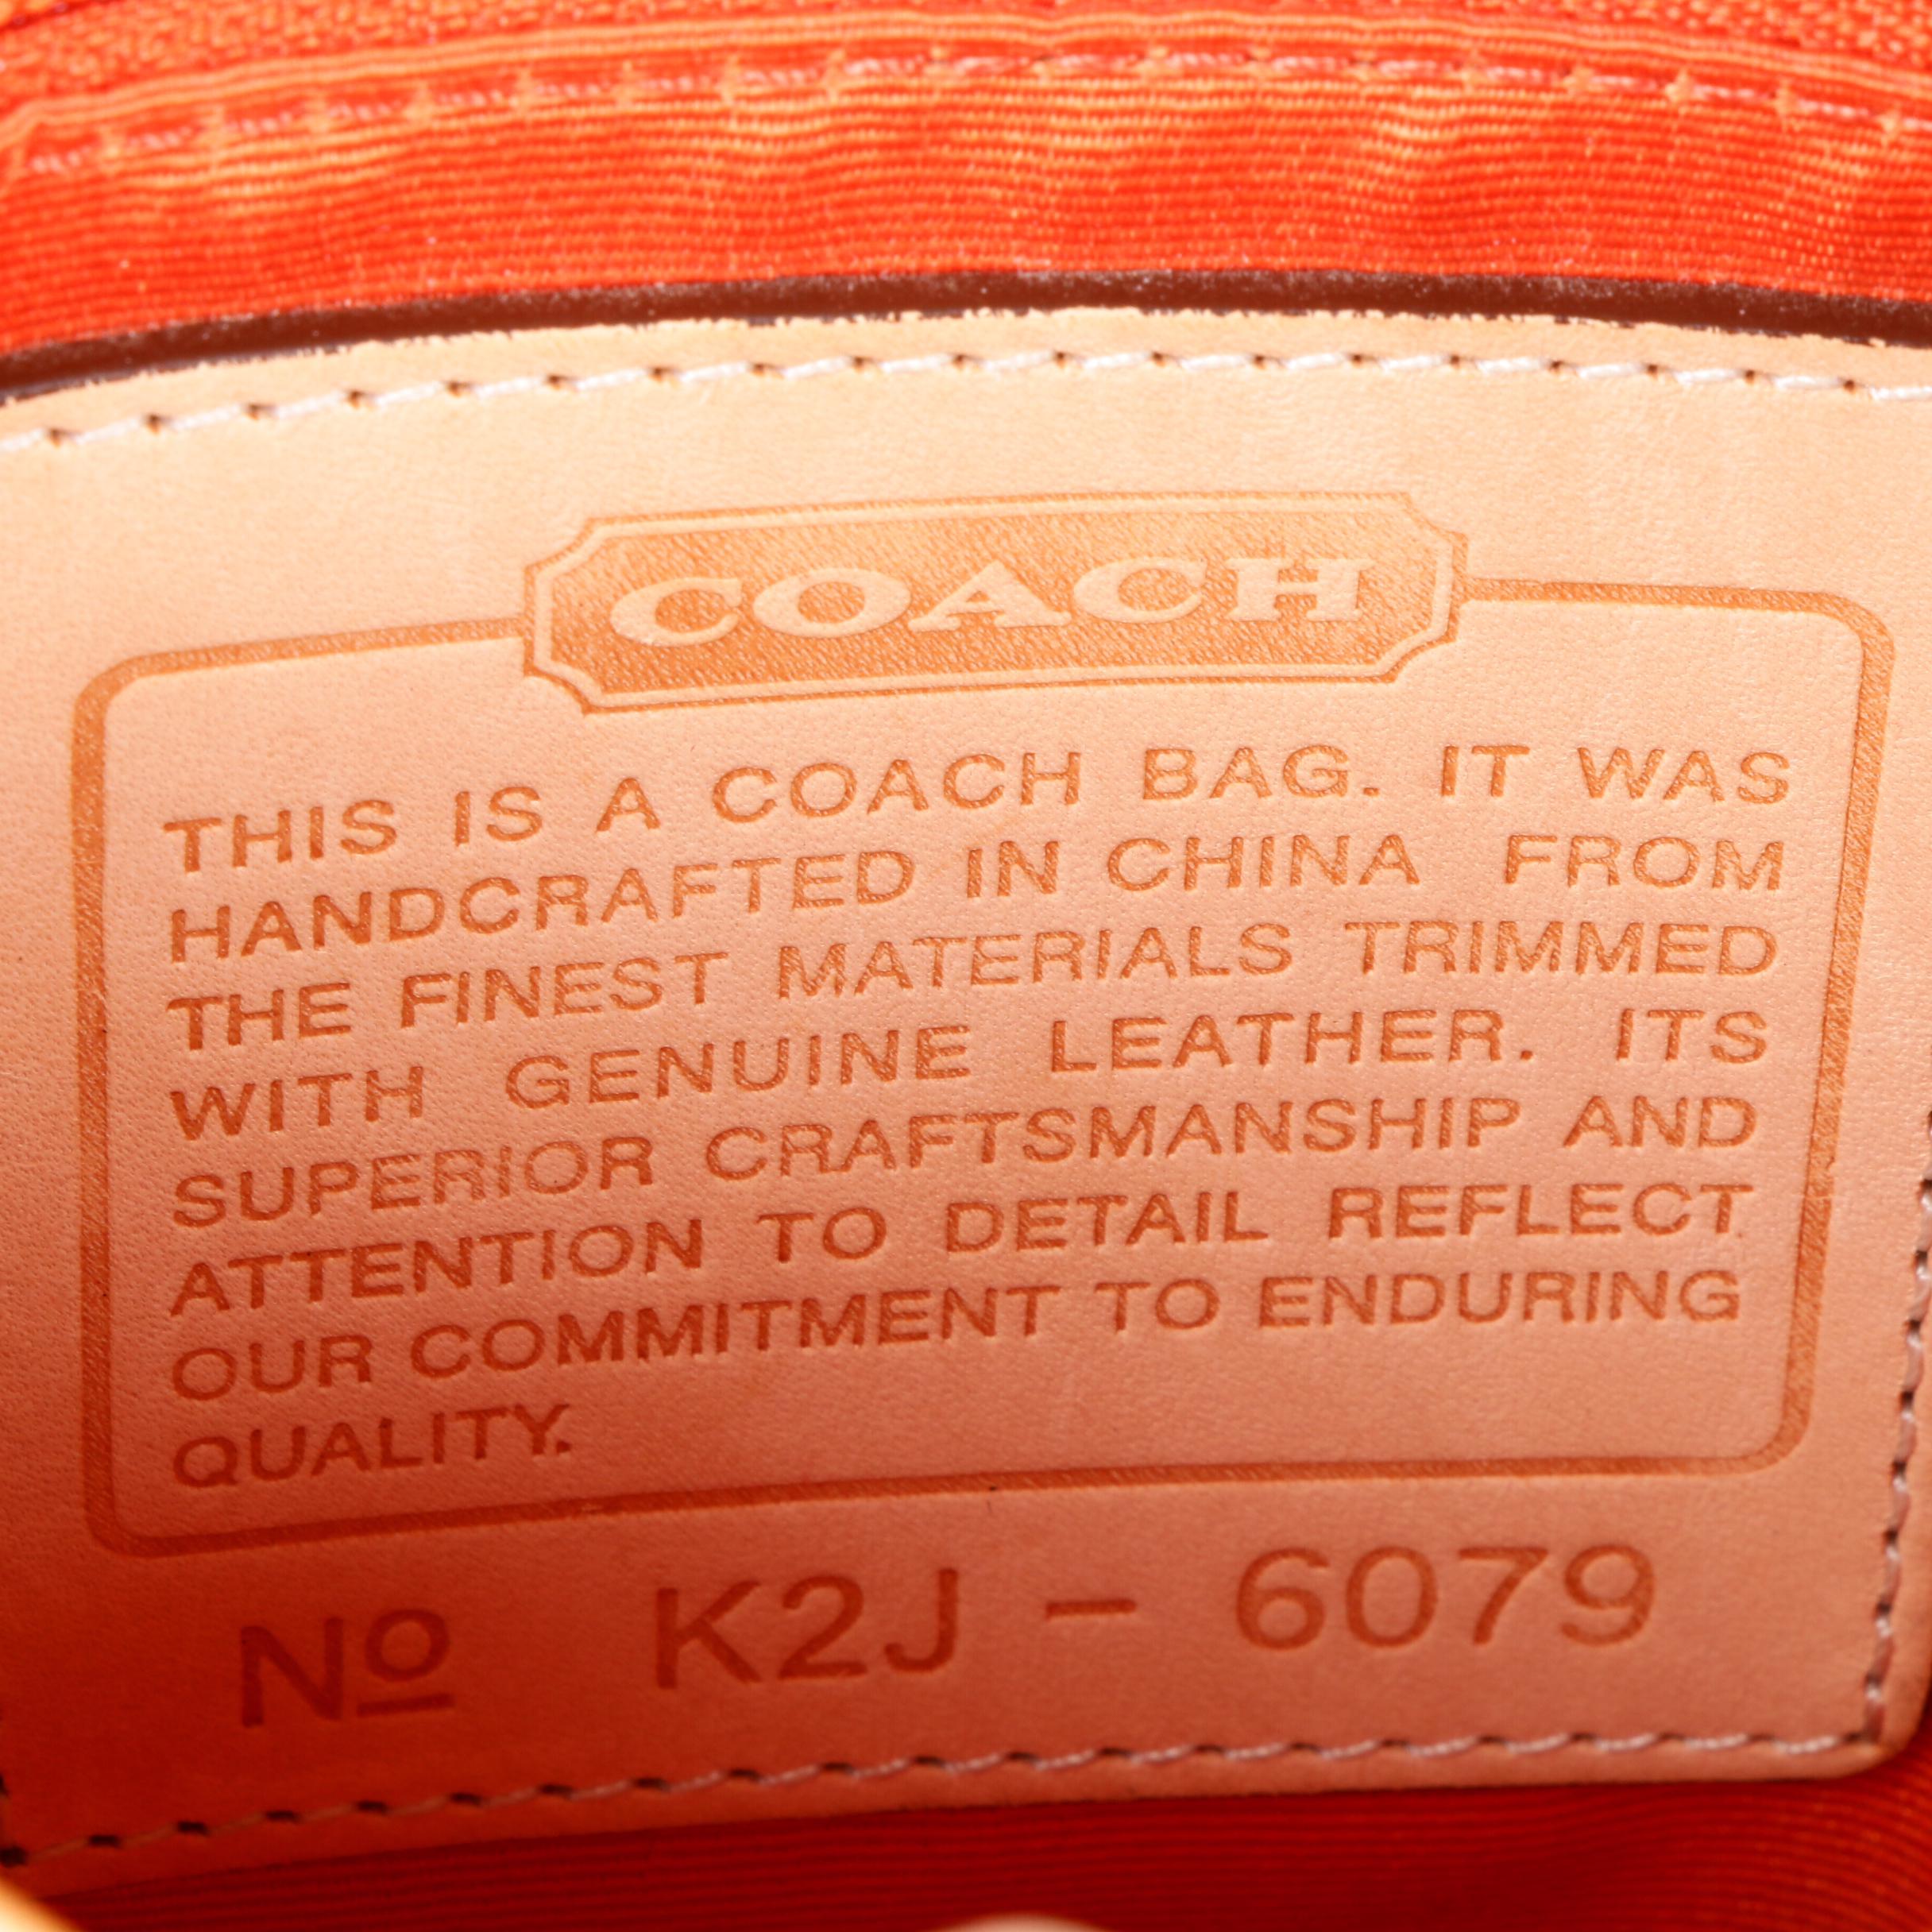 COACH
THIS IS A COACH BAG. IT WAS
HANDCRAFTED IN CHINA FROM
THE FINEST MATERIALS TRIMMED
WITH GENUINE LEATHER. ITS
SUPERIOR CRAFTSMANSHIP AND
ATTENTION TO DETAIL REFLECT
OUR COMMITMENT TO ENDURING
QUALITY.
Nº K2J - 6079